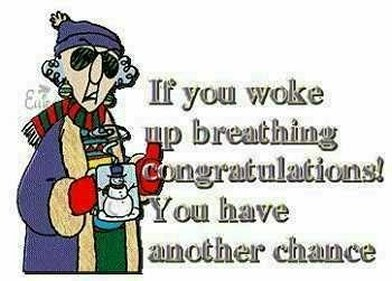 If you woke
up breathing
congratulations!
You have
another chance